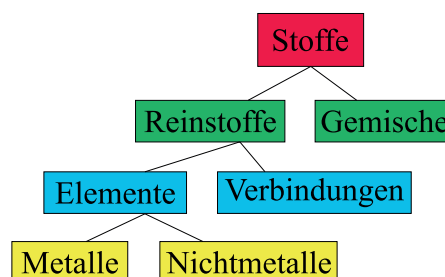 Stoffe
Reinstoffe Gemische
Elemente Verbindungen
Metalle Nichtmetalle